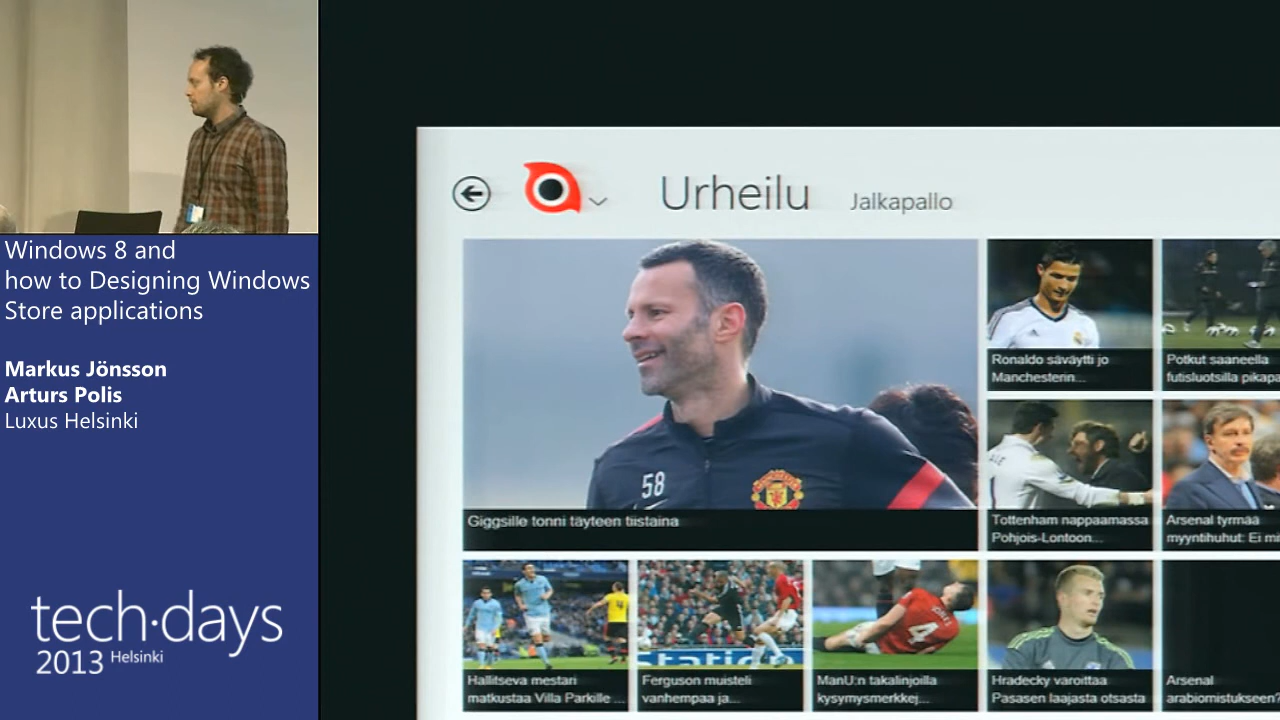 Windows 8 and
how to Designing Windows
Store applications
Markus Jönsson
Arturs Polis
Luxus Helsinki
tech·days
2013 Helsinki
Urheilu Jalkapallo
58
Giggsille tonni täyteen tiistaina
Ronaldo säväytti jo
Manchesterin...
Potkut saaneella
futisluotsilla pikapa
Tottenham nappaamassa
Pohjois-Lontoon...
Arsenal tyrmää
myyntihuhut: Ei mi
4
Hallitseva mestari
matkustaa Villa Parkille ...
Ferguson muisteli
vanhempaa ja...
ManU:n takalinjoilla
kysymysmerkkej...
Hradecky varoittaa
Pasasen laajasta otsasta
Arsenal
arabiomistukseen?